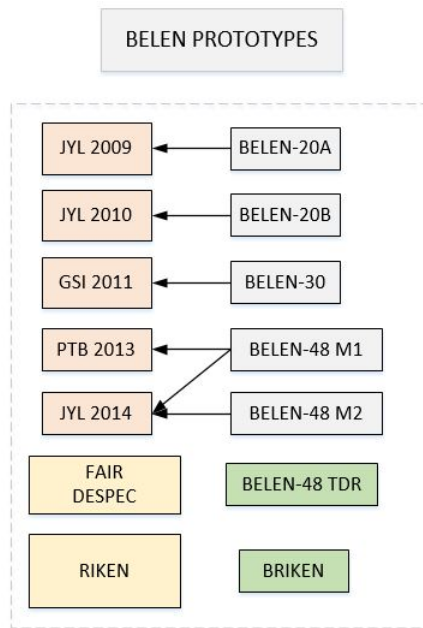 BELEN PROTOTYPES
JYL 2009
BELEN-20A
JYL 2010
BELEN-20B
GSI 2011
BELEN-30
PTB 2013
BELEN-48 M1
JYL 2014
BELEN-48 M2
FAIR
DESPEC
BELEN-48 TDR
RIKEN
BRIKEN